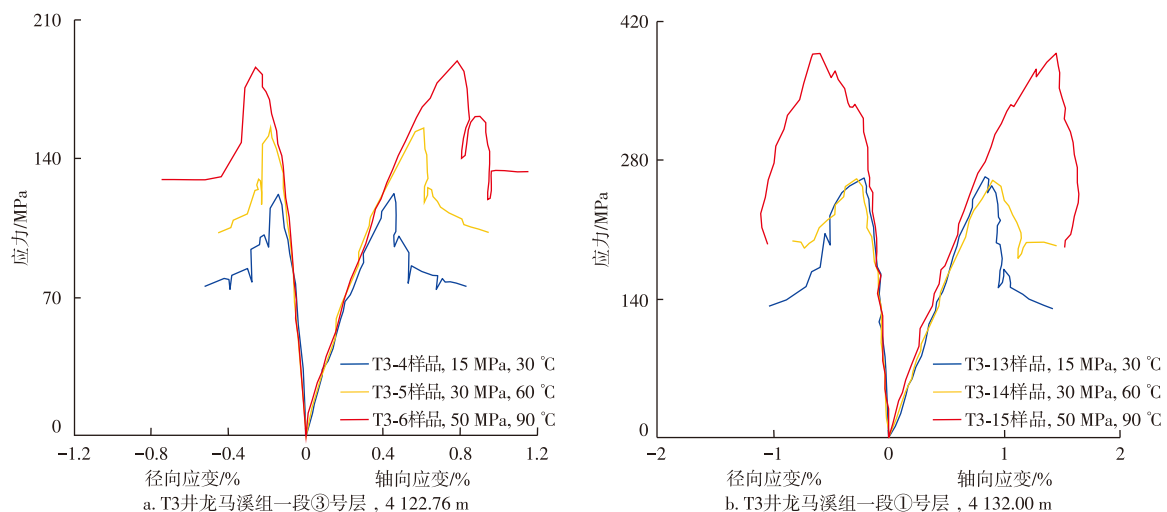 210
140
70
0
应力/MPa
T3-4样品, 15 MPa, 30 ℃
T3-5样品, 30 MPa, 60 ℃
T3-6样品, 50 MPa, 90 ℃
−1.2 −0.8 −0.4 0 0.4 0.8 1.2
径向应变/% 轴向应变/%
a. T3井龙马溪组一段③号层，4 122.76 m
420
280
140
0
应力/MPa
T3-13样品, 15 MPa, 30 ℃
T3-14样品, 30 MPa, 60 ℃
T3-15样品, 50 MPa, 90 ℃
−2 −1 0 1 2
径向应变/% 轴向应变/%
b. T3井龙马溪组一段①号层，4 132.00 m